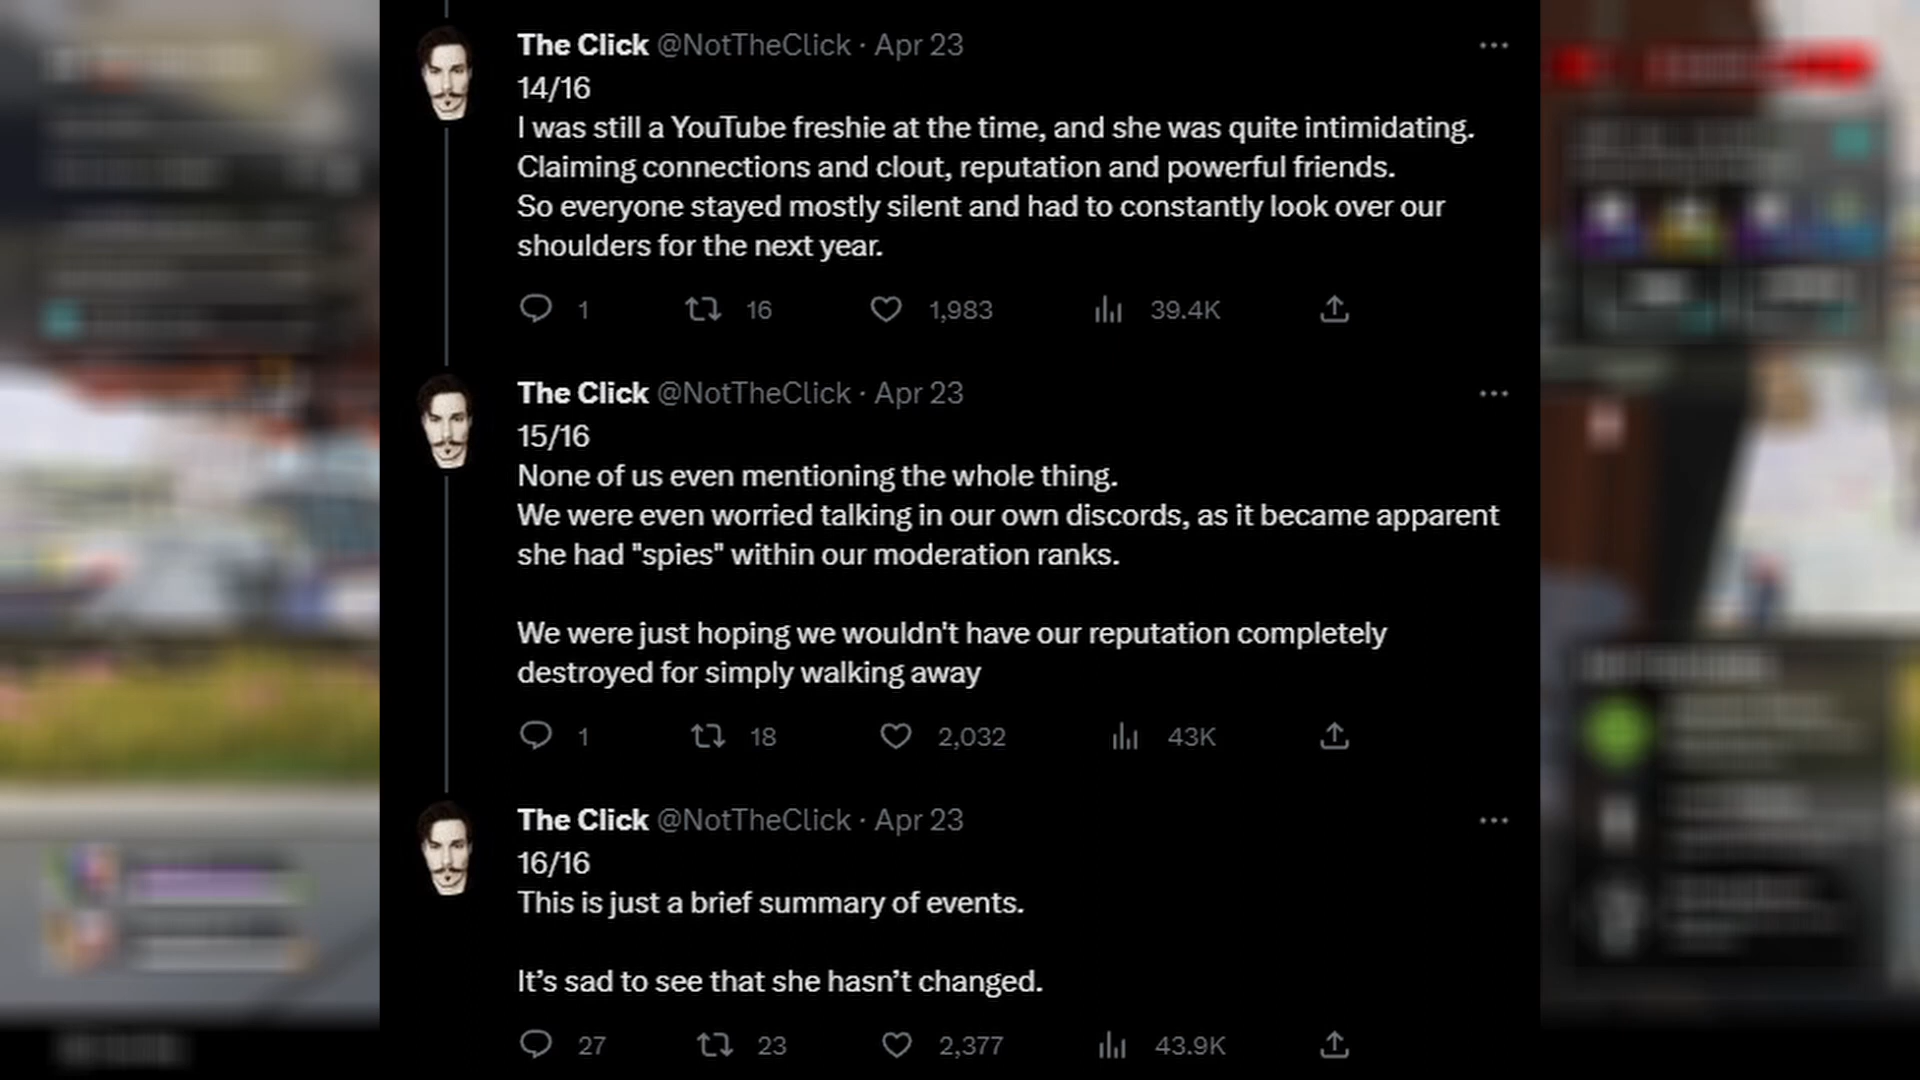 The Click @NotTheClick · Apr 23
14/16
I was still a YouTube freshie at the time, and she was quite intimidating.
Claiming connections and clout, reputation and powerful friends.
So everyone stayed mostly silent and had to constantly look over our
shoulders for the next year.
1 16 1,983 39.4K
The Click @NotTheClick · Apr 23
15/16
None of us even mentioning the whole thing.
We were even worried talking in our own discords, as it became apparent
she had "spies" within our moderation ranks.
We were just hoping we wouldn't have our reputation completely
destroyed for simply walking away
1 18 2,032 43K
The Click @NotTheClick · Apr 23
16/16
This is just a brief summary of events.
It’s sad to see that she hasn’t changed.
27 23 2,377 43.9K